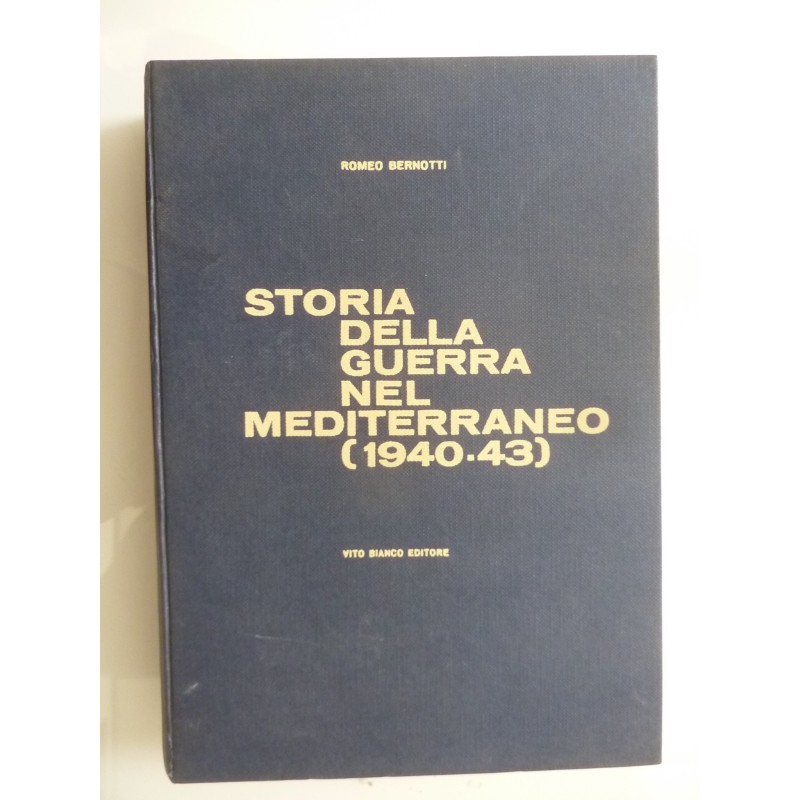 ROMEO BERNOTTI
STORIA
DELLA
GUERRA
NEL
MEDITERRANEO
(1940-43)
VITO BIANCO EDITORE